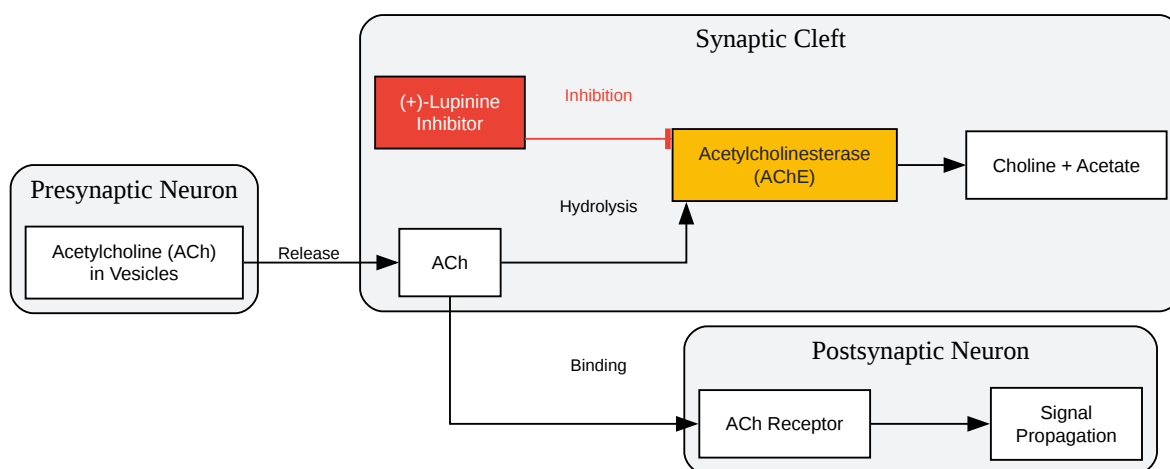 Synaptic Cleft
(+)-Lupinine
Inhibitor
Inhibition
Acetylcholinesterase
(AChE)
Choline + Acetate
Presynaptic Neuron
Acetylcholine (ACh)
in Vesicles
Release
Hydrolysis
ACh
Binding
Postsynaptic Neuron
ACh Receptor
Signal
Propagation